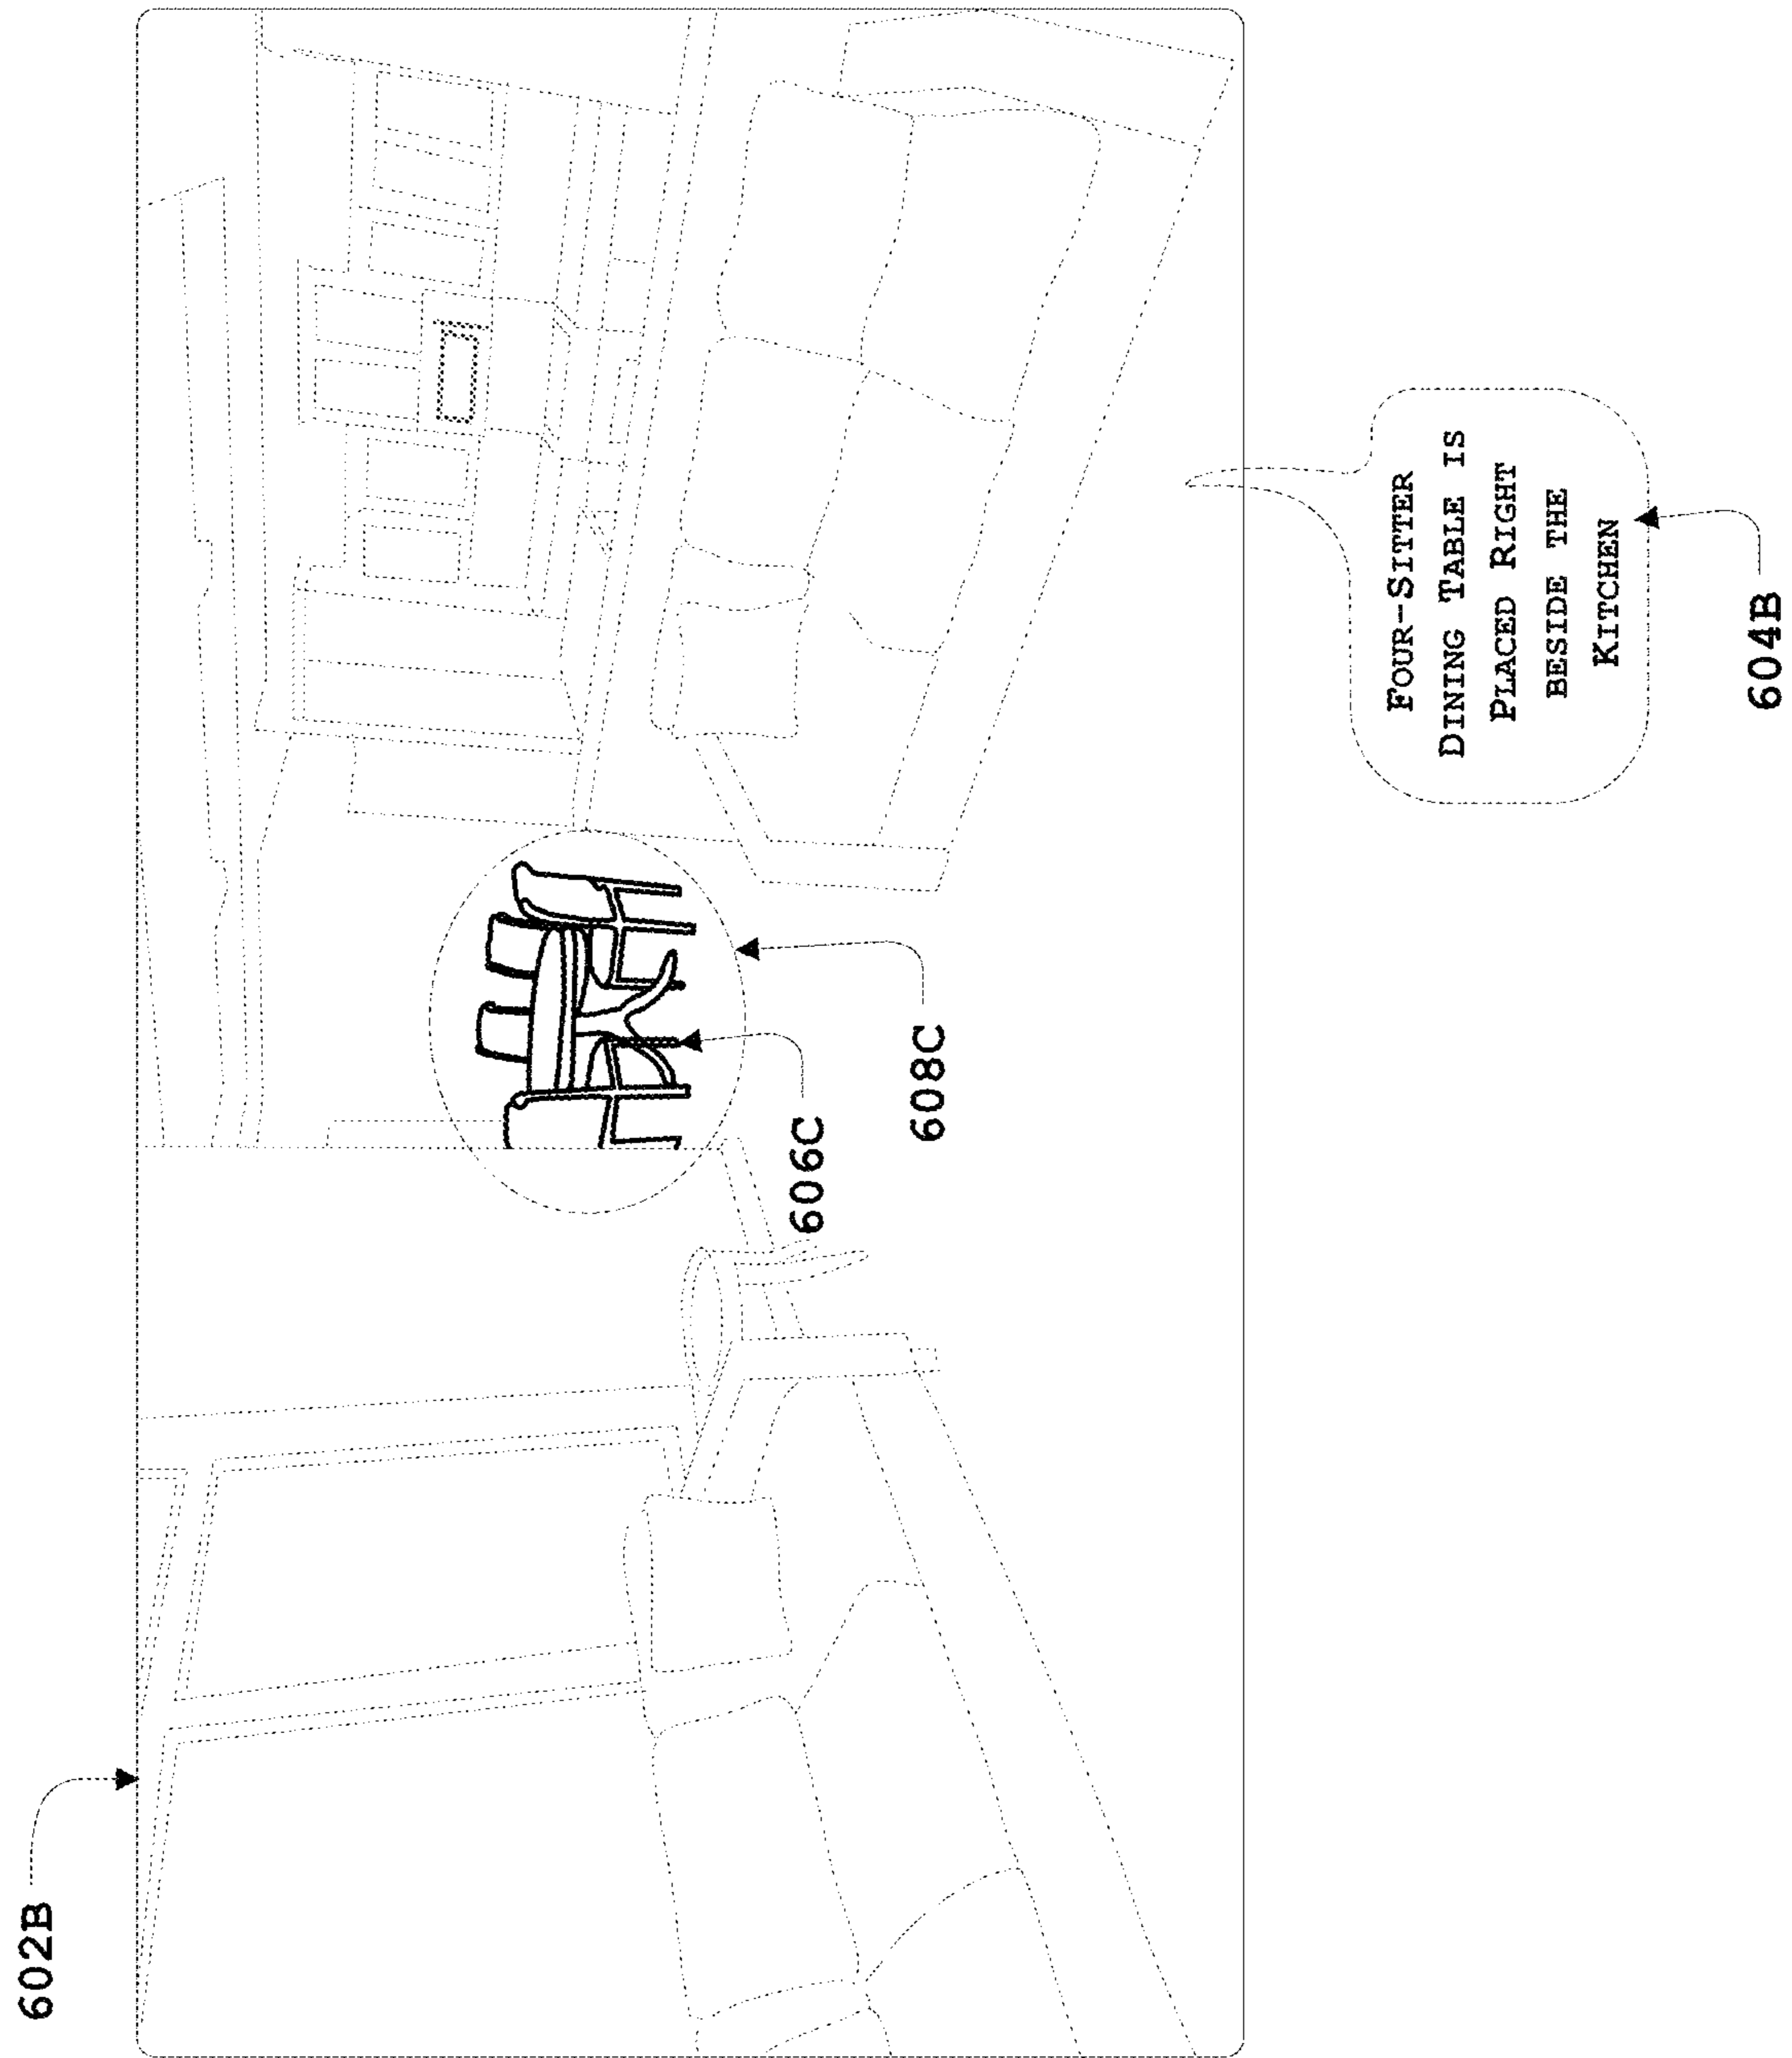 602B
606C
608C
FOUR-SITTER
DINING TABLE IS
PLACED RIGHT
BESIDE THE
KITCHEN
604B